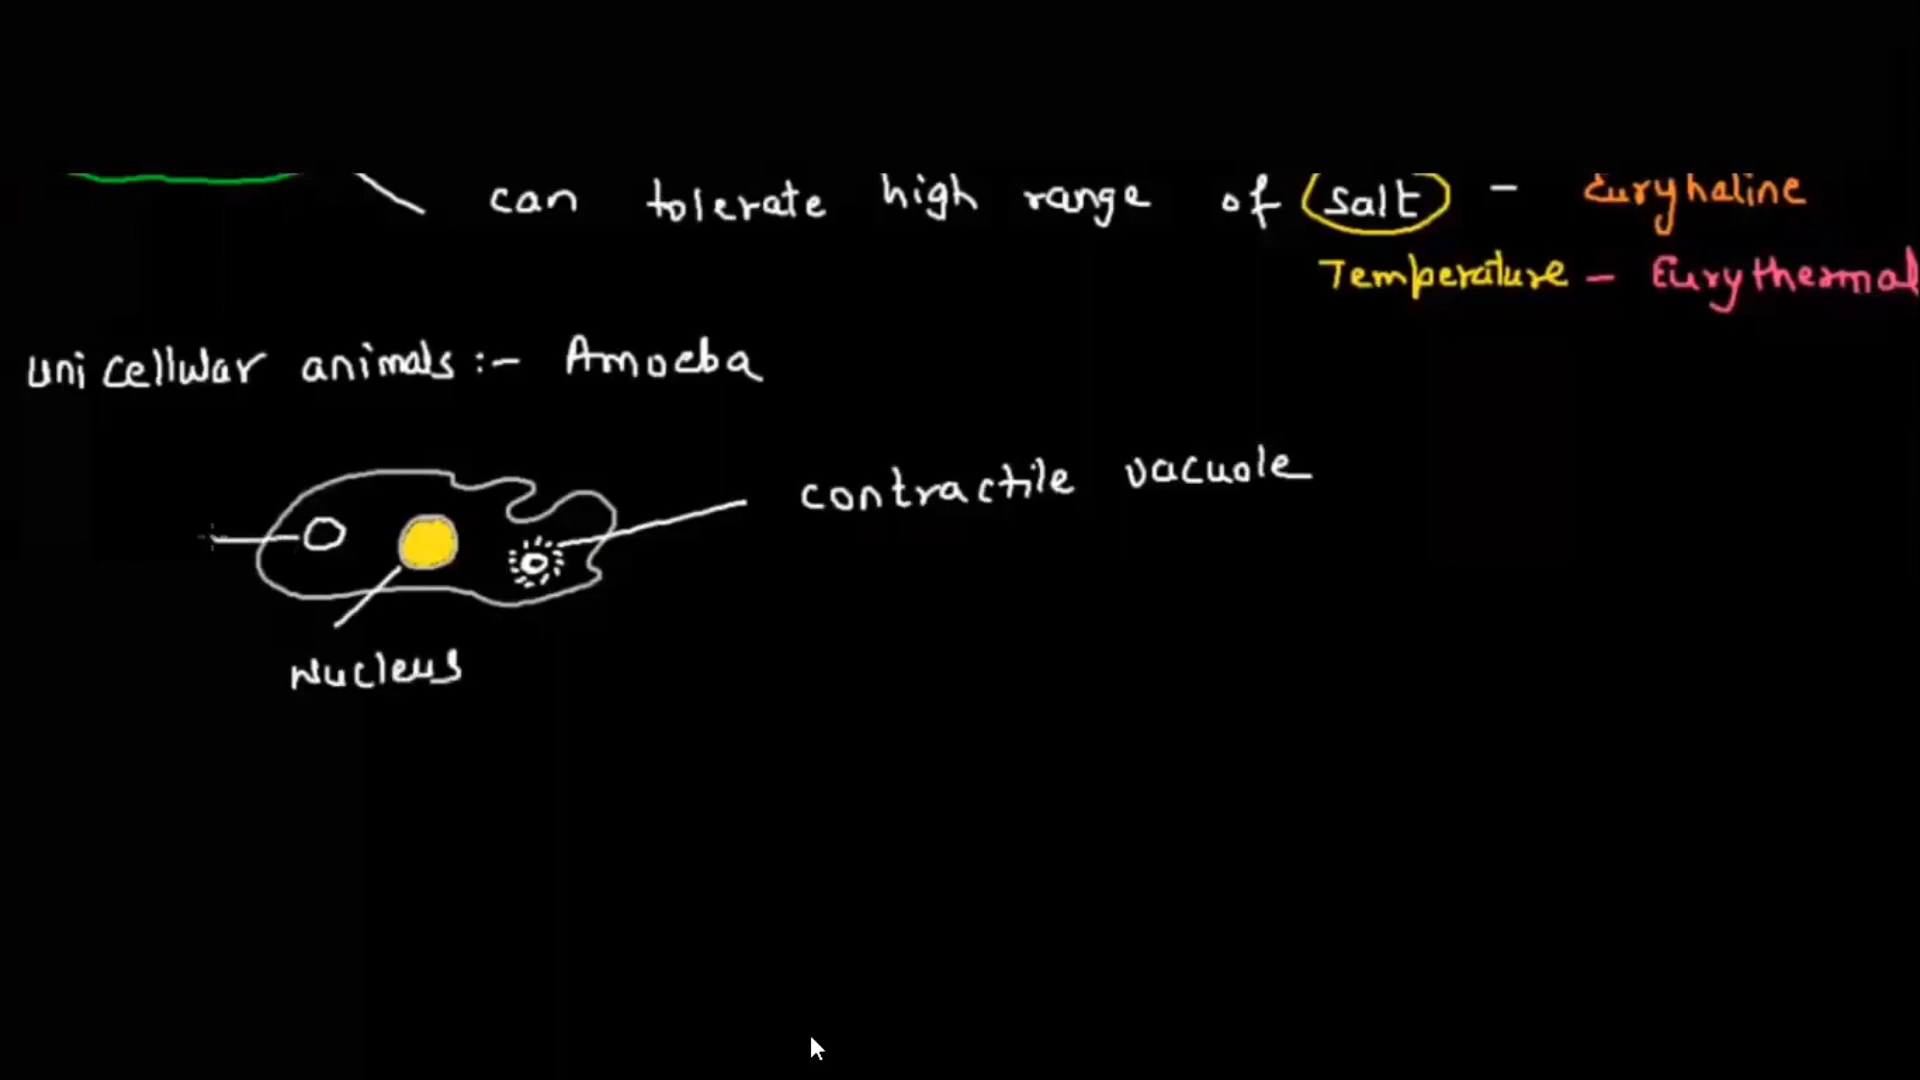 can tolerate high range of salt - Euryhaline
Temperature - Eurythermal
unicellular animals :- Amoeba
contractile vacuole
Nucleus